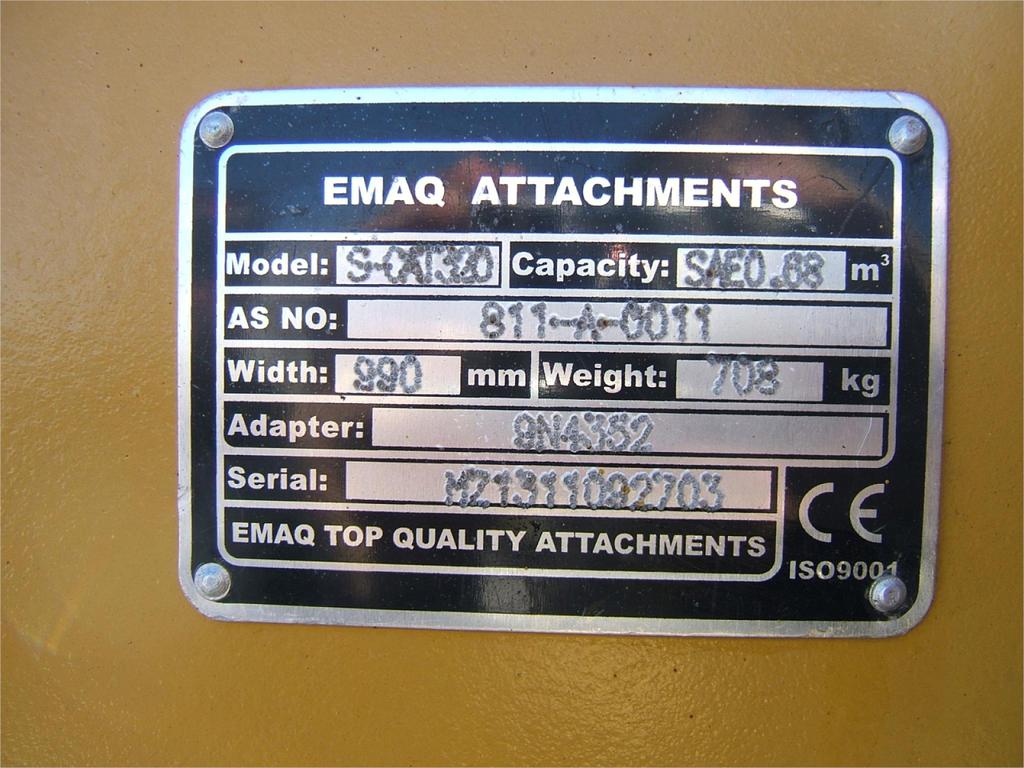 EMAQ ATTACHMENTS
Model: S-CAT320 Capacity: SAE0.88 m³
AS NO: 811-A-0011
Width: 990 mm Weight: 708 kg
Adapter: 9N4352
Serial: MZ1311092703
EMAQ TOP QUALITY ATTACHMENTS
CE
ISO9001